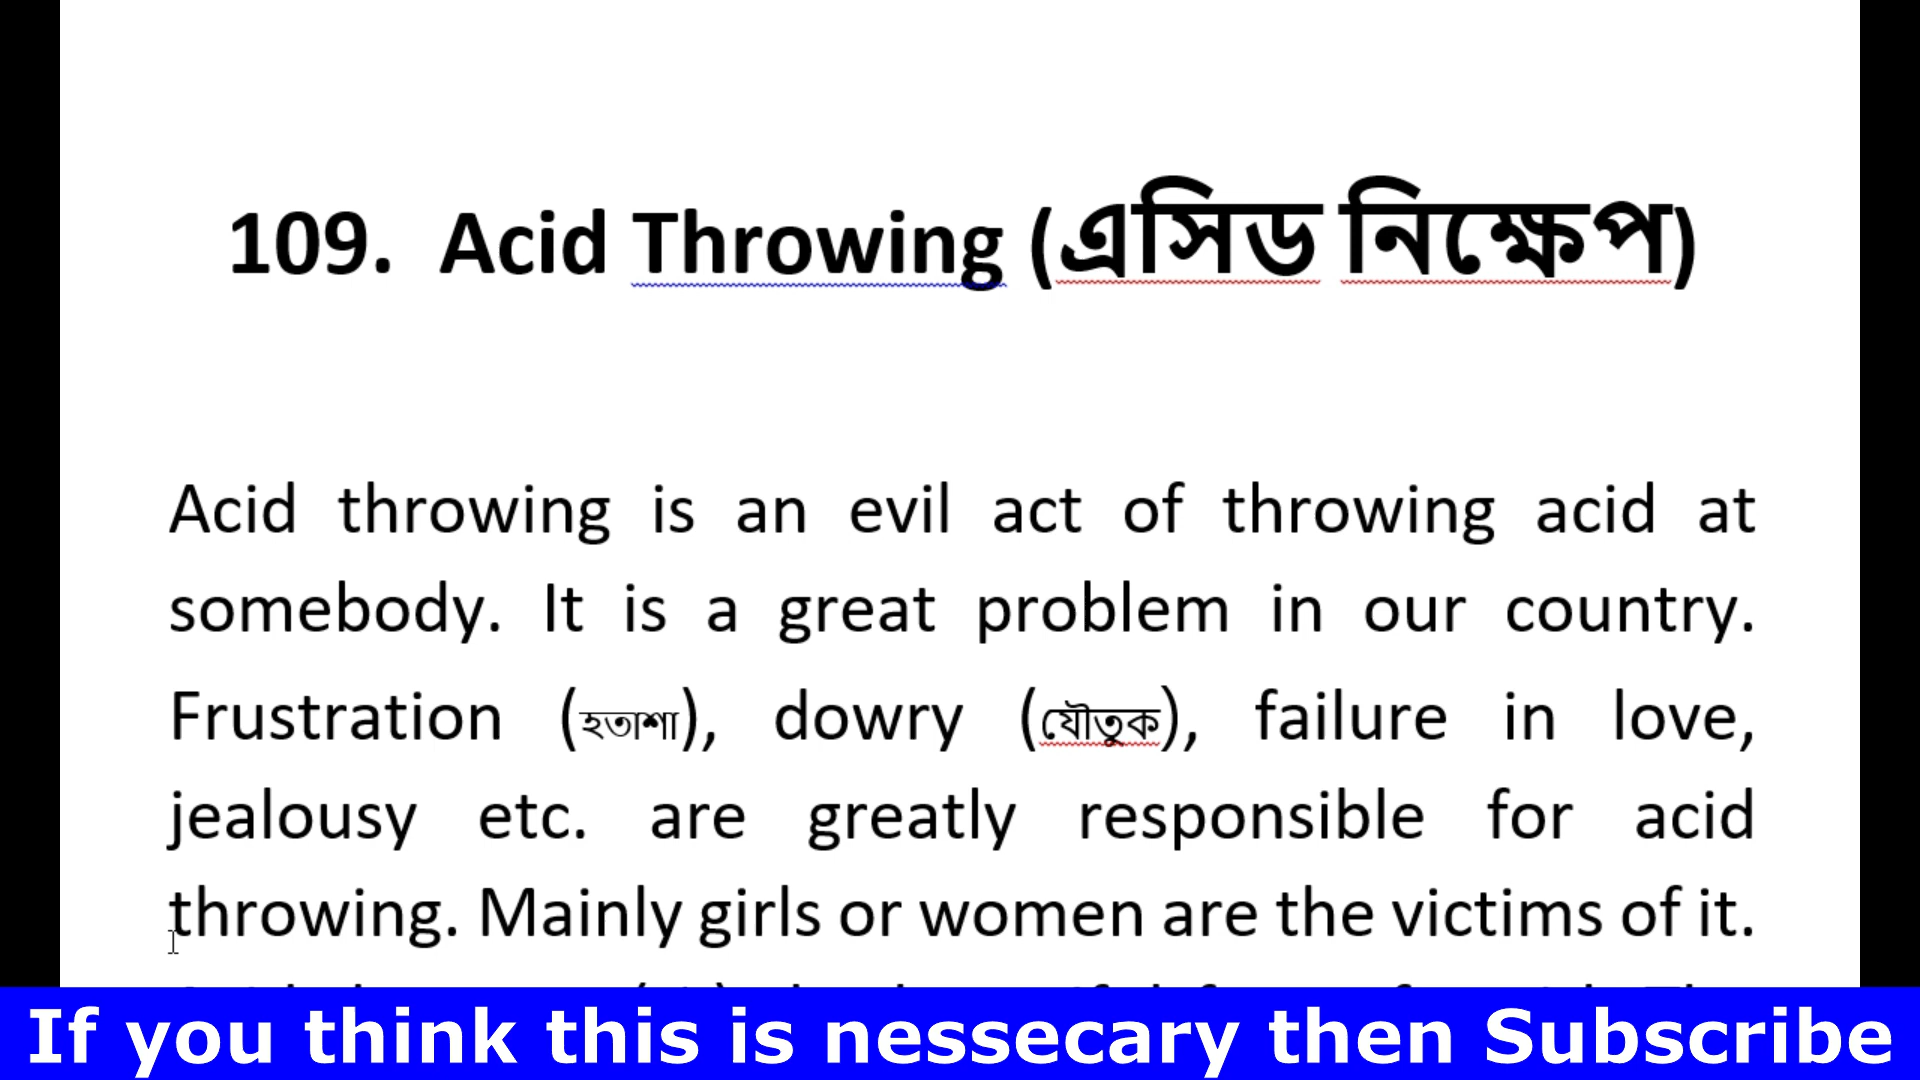 109. Acid Throwing (এসিড নিক্ষেপ)
Acid throwing is an evil act of throwing acid at
somebody. It is a great problem in our country.
Frustration (হতাশা), dowry (যৌতুক), failure in love,
jealousy etc. are greatly responsible for acid
throwing. Mainly girls or women are the victims of it.
If you think this is nessecary then Subscribe